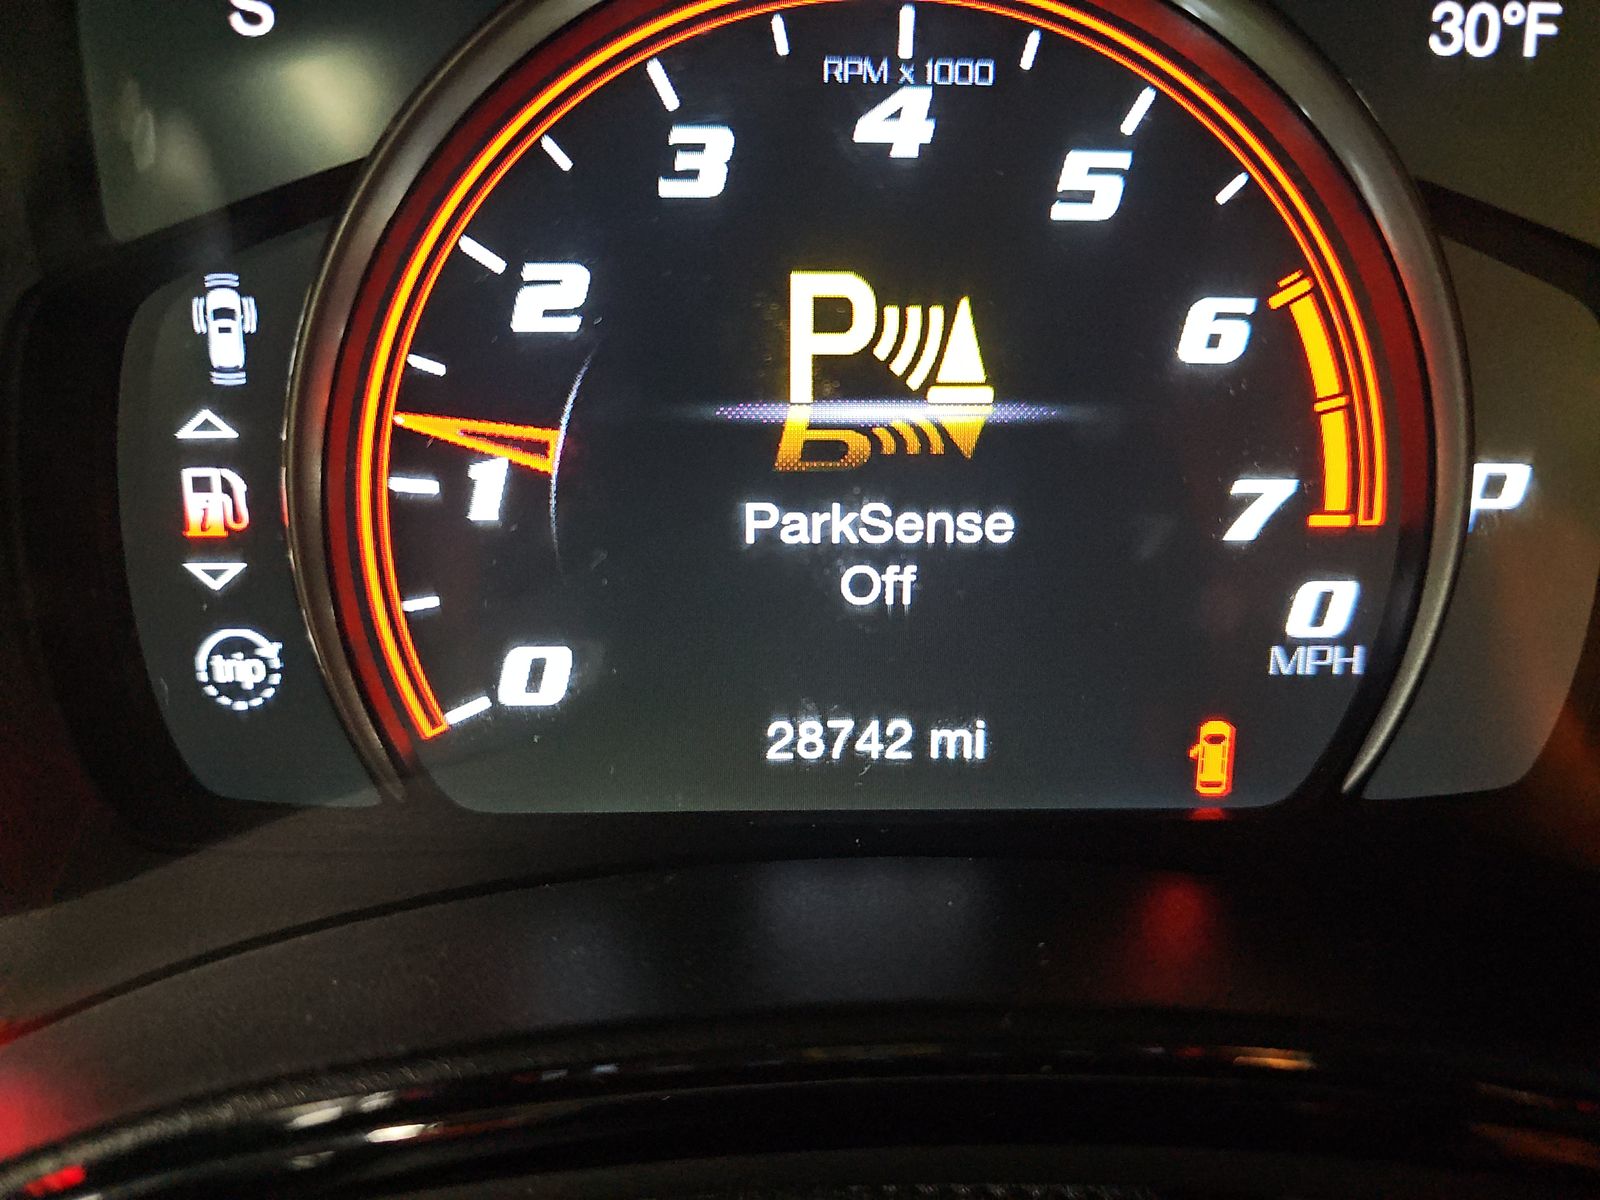 S
30°F
RPM x 1000
4
3
5
2
6
P
1
7
P
ParkSense
Off
0
MPH
trip
0
28742 mi